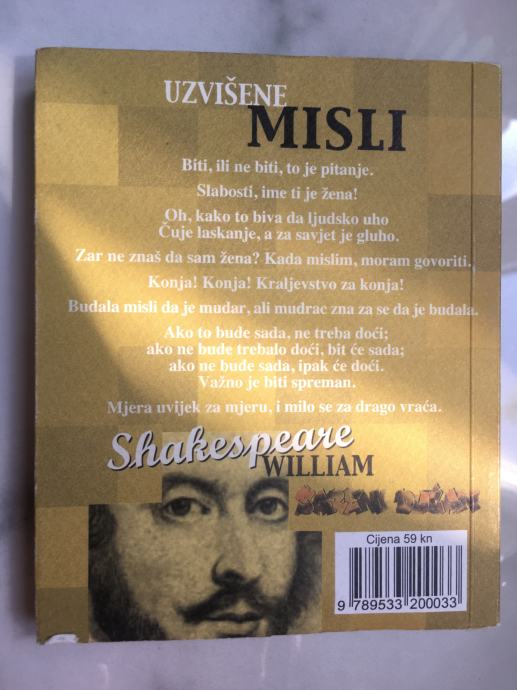 UZVIŠENE
MISLI
Biti, ili ne biti, to je pitanje.
Slabosti, ime ti je žena!
Oh, kako to biva da ljudsko uho
Čuje laskanje, a za savjet je gluho.
Zar ne znaš da sam žena? Kada mislim, moram govoriti.
Konja! Konja! Kraljevstvo za konja!
Budala misli da je mudar, ali mudrac zna za se da je budala.
Ako to bude sada, ne treba doći;
ako ne bude trebalo doći, bit će sada;
ako ne bude sada, ipak će doći.
Važno je biti spreman.
Mjera uvijek za mjeru, i milo se za drago vraća.
Shakespeare
WILLIAM
Cijena 59 kn
9 789533 200033